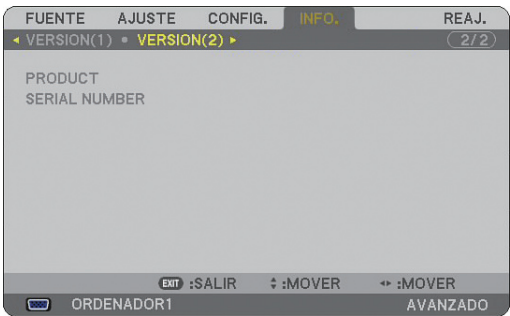 FUENTE AJUSTE CONFIG. INFO. REAJ.
◂ VERSION(1) • VERSION(2) ▸ 2/2
PRODUCT
SERIAL NUMBER
EXIT :SALIR :MOVER :MOVER
ORDENADOR1 AVANZADO